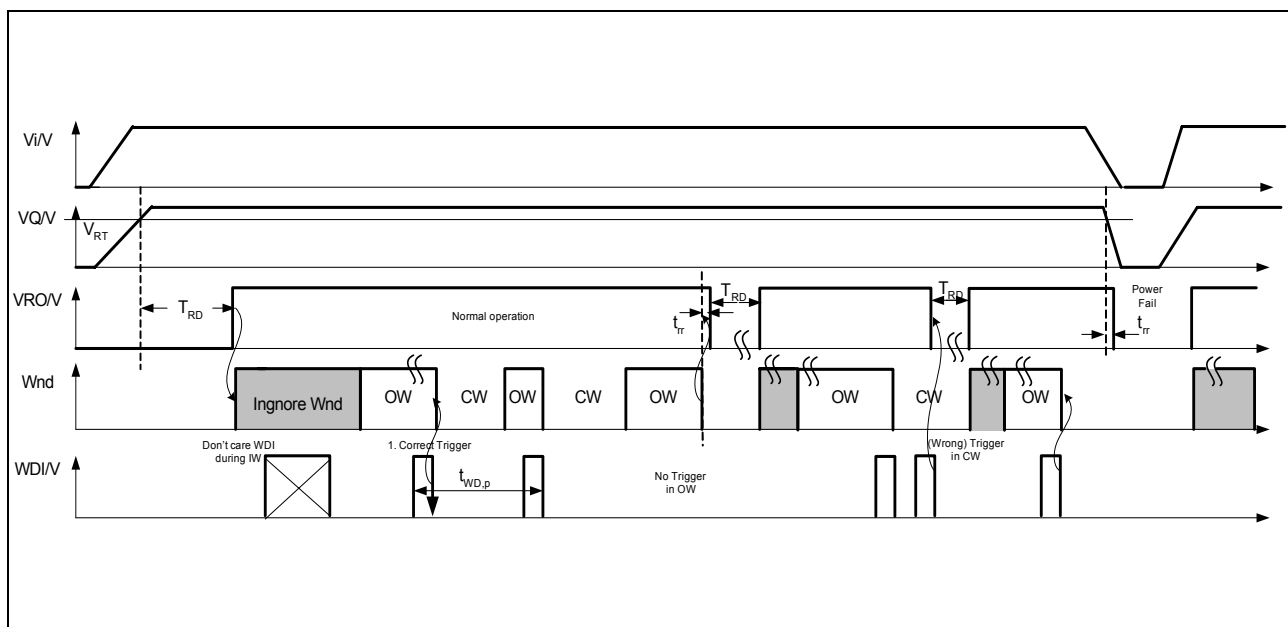 Vi/V
VQ/V
V_RT
VRO/V
T_RD
Normal operation
T_RD
t_rr
T_RD
Power
Fail
t_rr
Wnd
Ingnore Wnd
OW
CW
OW
CW
OW
OW
CW
OW
Don't care WDI
during IW
1. Correct Trigger
(Wrong) Trigger
in CW
WDI/V
t_WD,p
No Trigger
in OW